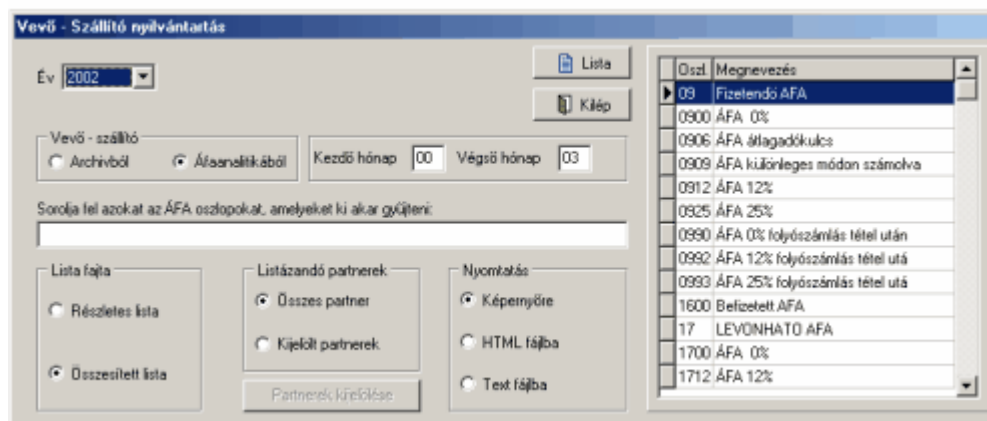 Vevő - Szállító nyilvántartás
Év 2002
Lista
Kilép
Vevő - szállító
Archivból
Áfaanalitikából
Kezdő hónap 00 Végső hónap 03
Sorolja fel azokat az ÁFA oszlopokat, amelyeket ki akar gyűjteni:
Lista fajta
Részletes lista
Összesített lista
Listázandó partnerek
Összes partner
Kijelölt partnerek
Partnerek kijelölése
Nyomtatás
Képernyőre
HTML fájlba
Text fájlba
Oszl. Megnevezés
09 Fizetendő ÁFA
0900 ÁFA 0%
0906 ÁFA átlagadókulcs
0909 ÁFA különleges módon számolva
0912 ÁFA 12%
0925 ÁFA 25%
0990 ÁFA 0% folyószámlás tétel után
0992 ÁFA 12% folyószámlás tétel utá
0993 ÁFA 25% folyószámlás tétel utá
1600 Befizetett ÁFA
17 LEVONHATÓ ÁFA
1700 ÁFA 0%
1712 ÁFA 12%